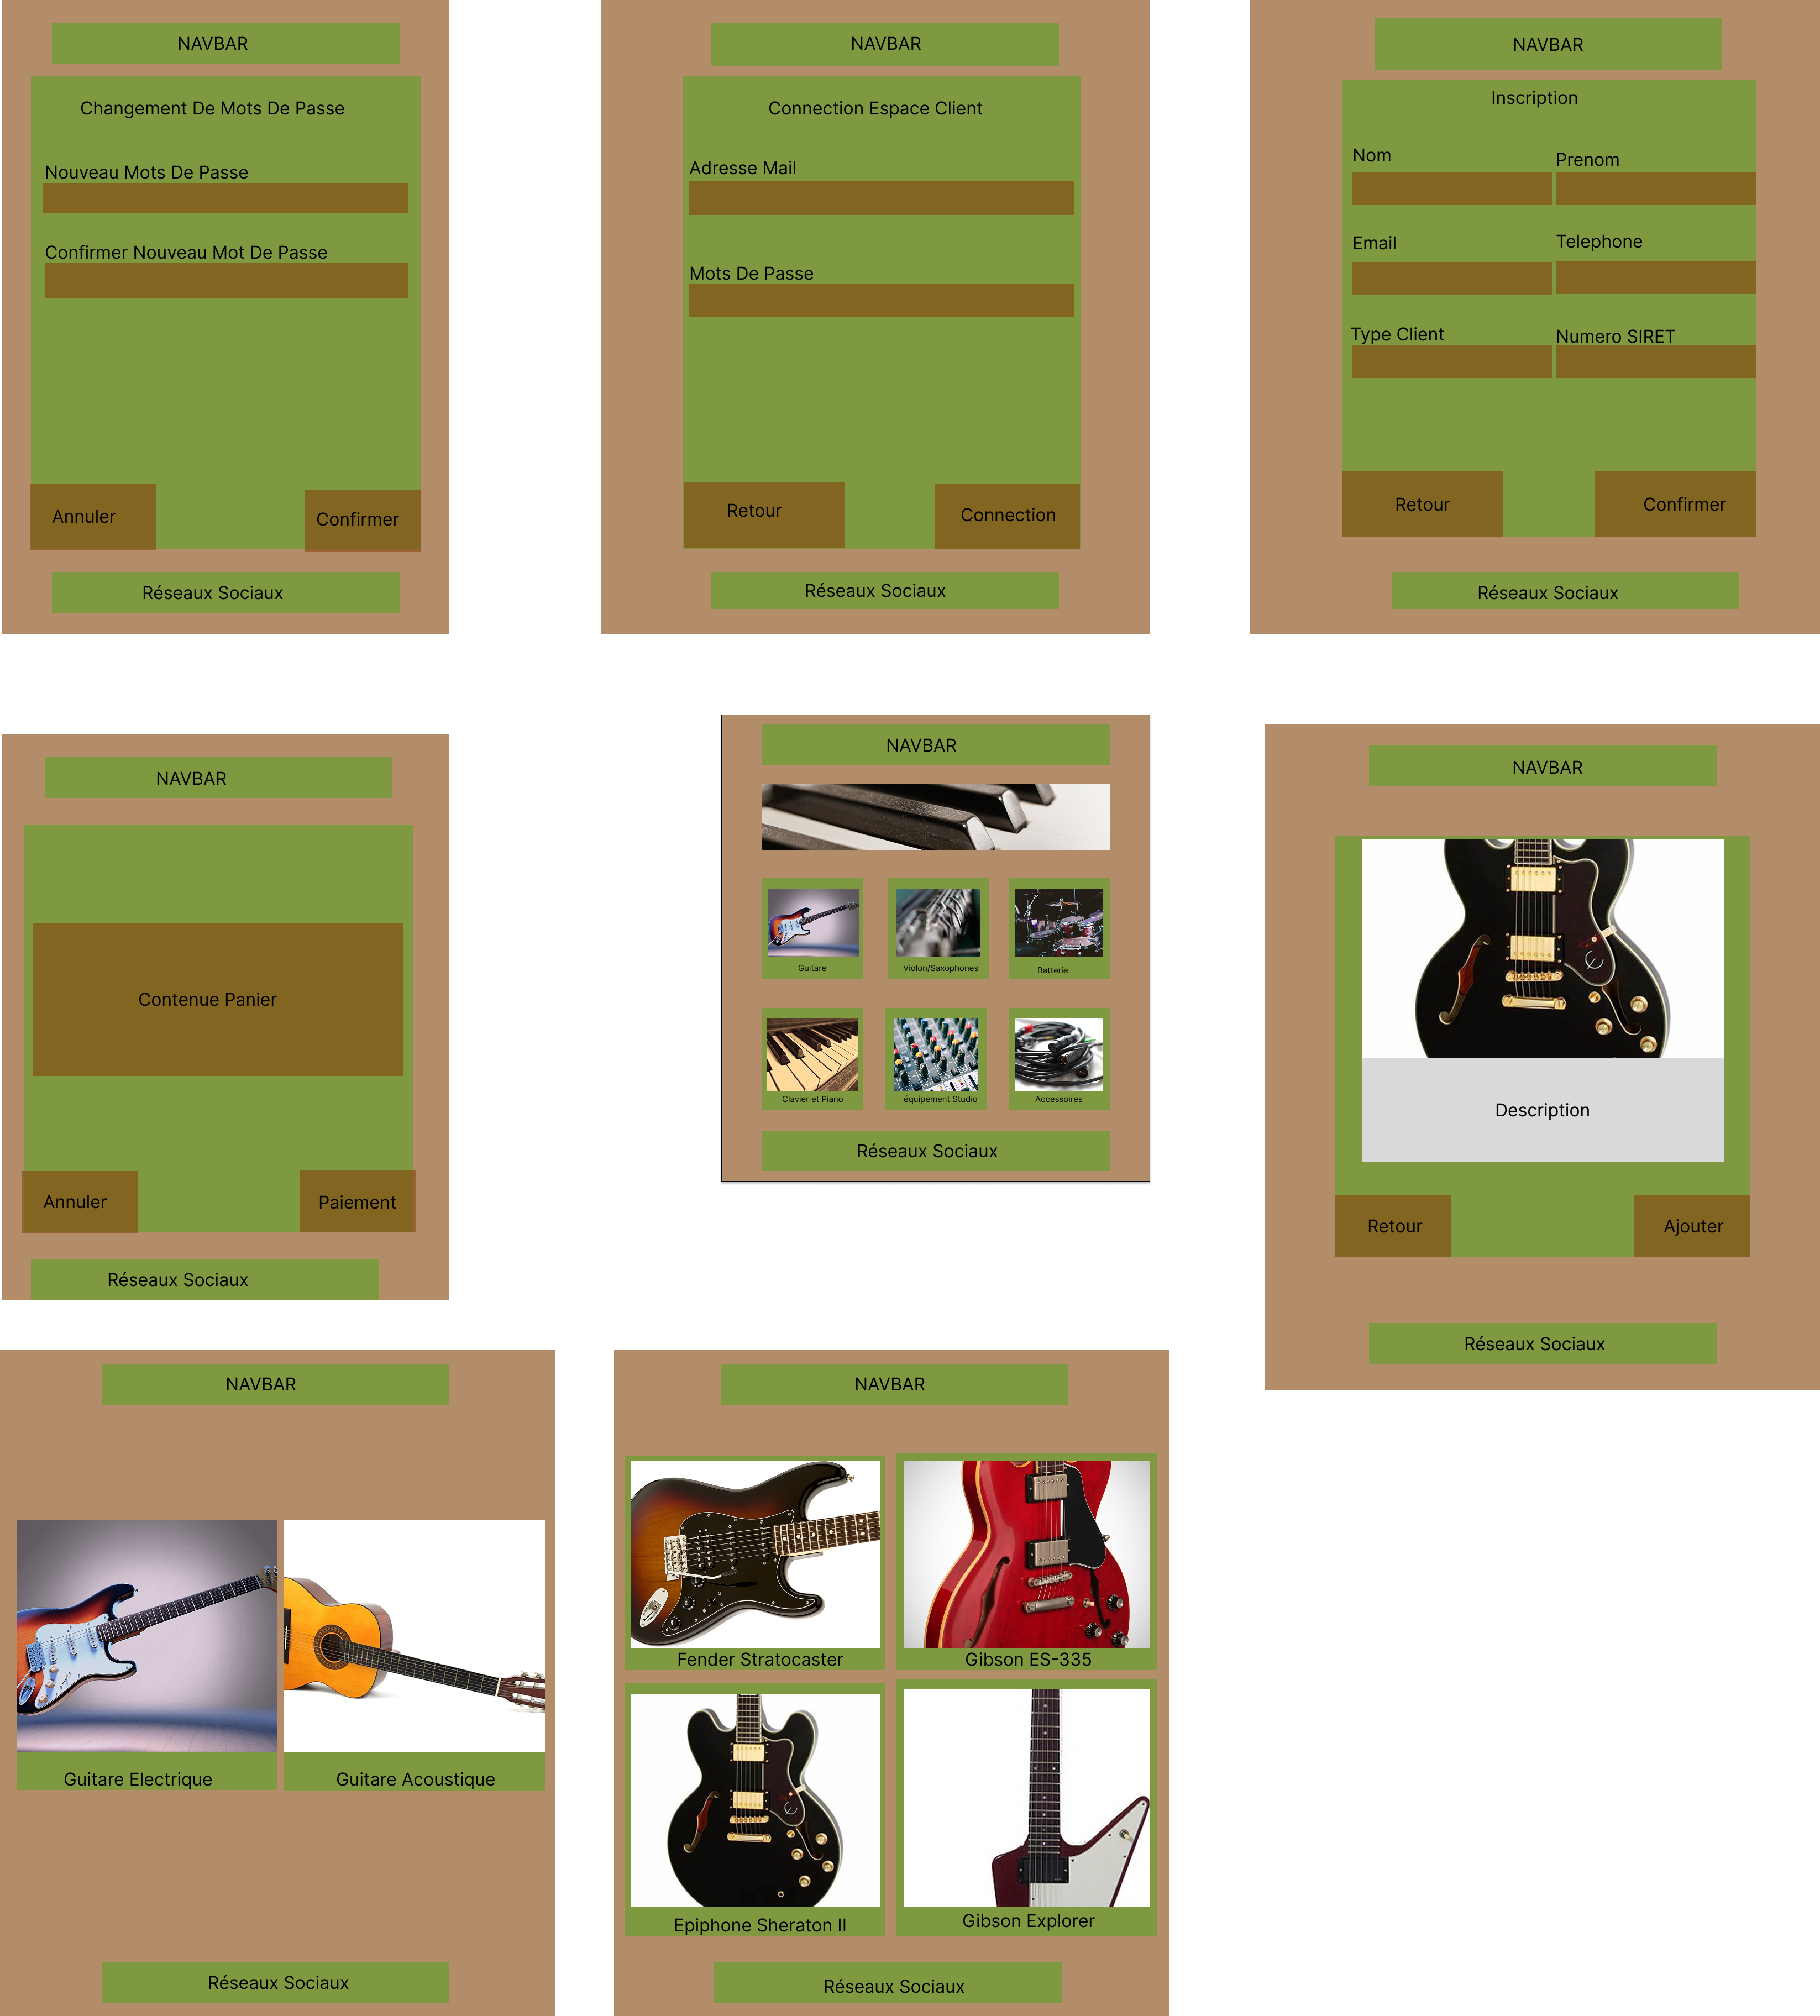 NAVBAR
Changement De Mots De Passe
Nouveau Mots De Passe
Confirmer Nouveau Mot De Passe
Annuler
Confirmer
Réseaux Sociaux
NAVBAR
Connection Espace Client
Adresse Mail
Mots De Passe
Retour
Connection
Réseaux Sociaux
NAVBAR
Inscription
Nom
Prenom
Email
Telephone
Type Client
Numero SIRET
Retour
Confirmer
Réseaux Sociaux
NAVBAR
Contenue Panier
Annuler
Paiement
Réseaux Sociaux
NAVBAR
Guitare
Violon/Saxophones
Batterie
Clavier et Piano
équipement Studio
Accessoires
Réseaux Sociaux
NAVBAR
Description
Retour
Ajouter
Réseaux Sociaux
NAVBAR
Guitare Electrique
Guitare Acoustique
Réseaux Sociaux
NAVBAR
Fender Stratocaster
Gibson ES-335
Epiphone Sheraton II
Gibson Explorer
Réseaux Sociaux